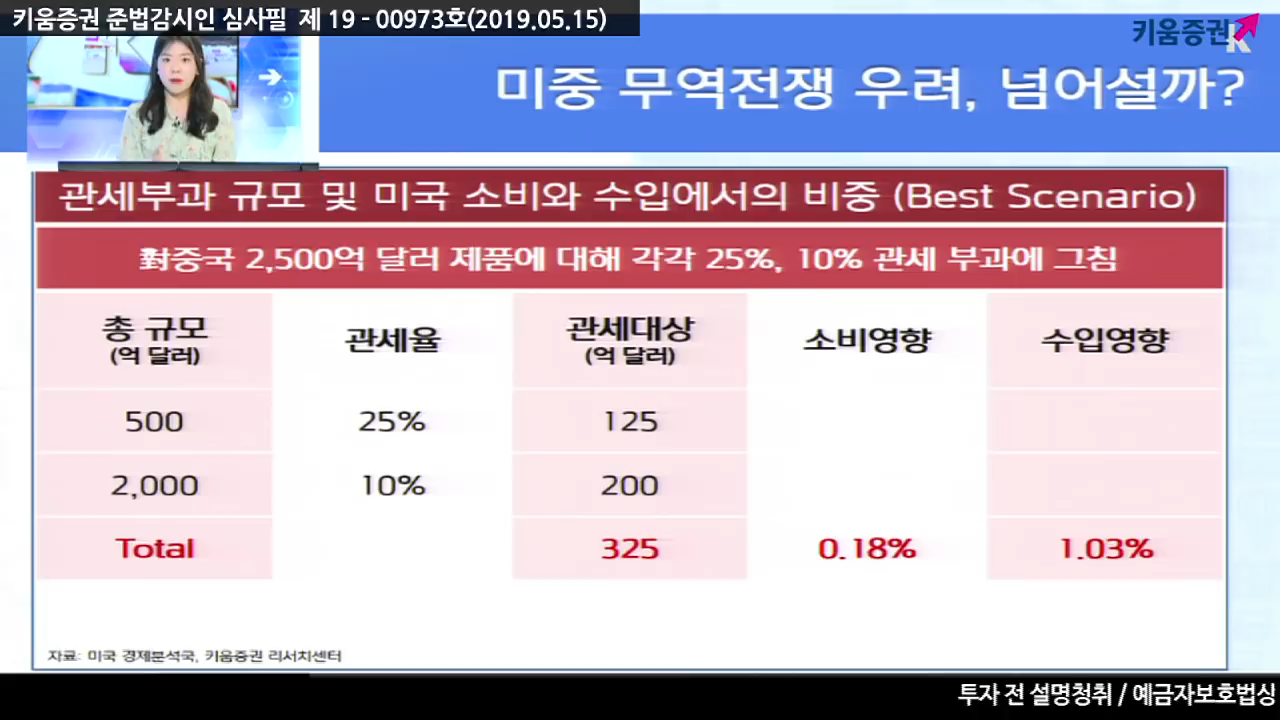 키움증권 준법감시인 심사필 제 19 - 00973호(2019.05.15)
키움증권
미중 무역전쟁 우려, 넘어설까?
관세부과 규모 및 미국 소비와 수입에서의 비중 (Best Scenario)
對중국 2,500억 달러 제품에 대해 각각 25%, 10% 관세 부과에 그침
총 규모 (억 달러) 관세율 관세대상 (억 달러) 소비영향 수입영향
500 25% 125
2,000 10% 200
Total 325 0.18% 1.03%
자료: 미국 경제분석국, 키움증권 리서치센터
투자 전 설명청취 / 예금자보호법상